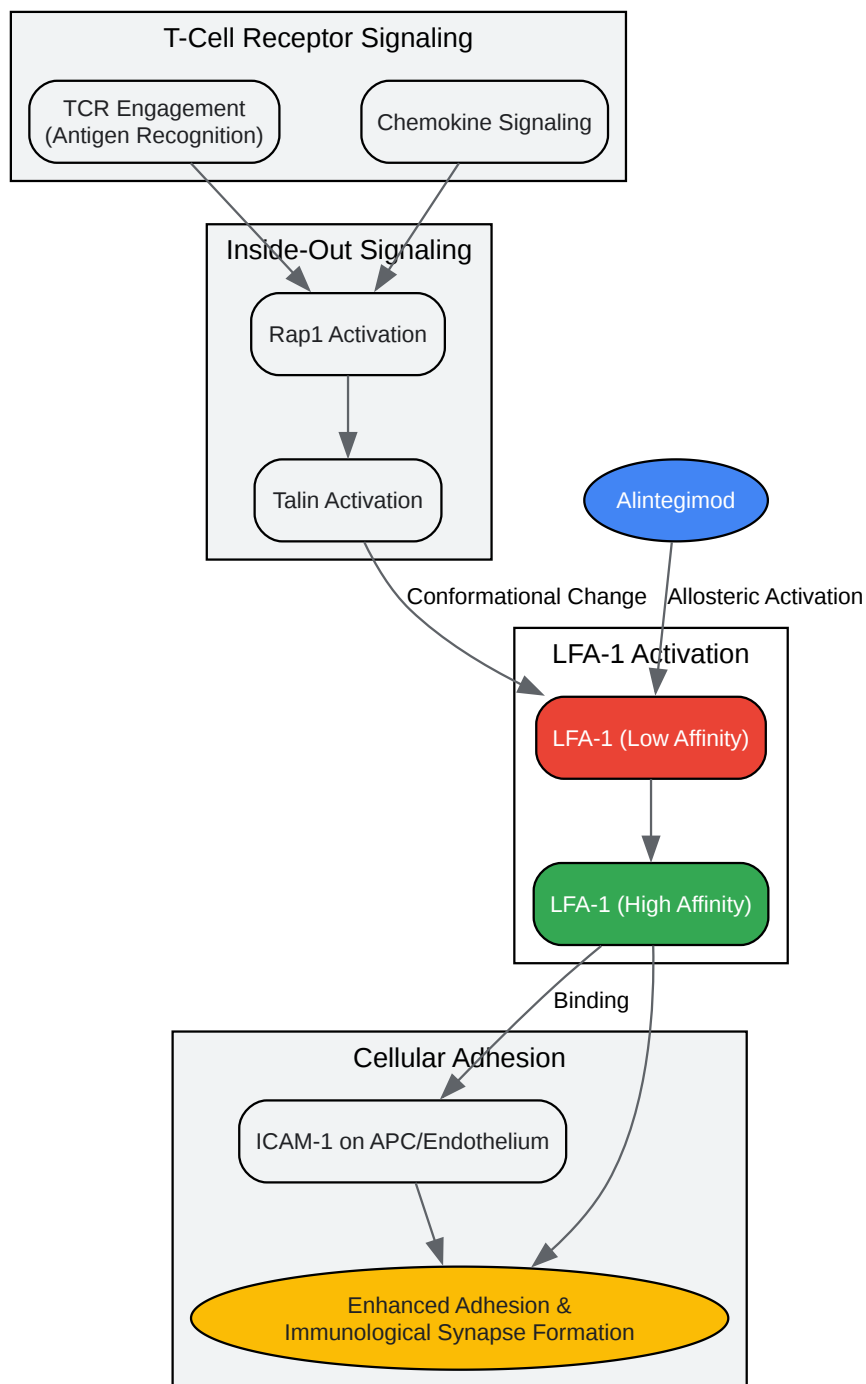 T-Cell Receptor Signaling
TCR Engagement
(Antigen Recognition)
Chemokine Signaling
Inside-Out Signaling
Rap1 Activation
Talin Activation
Alintegimod
Conformational Change
Allosteric Activation
LFA-1 Activation
LFA-1 (Low Affinity)
LFA-1 (High Affinity)
Binding
Cellular Adhesion
ICAM-1 on APC/Endothelium
Enhanced Adhesion &
Immunological Synapse Formation